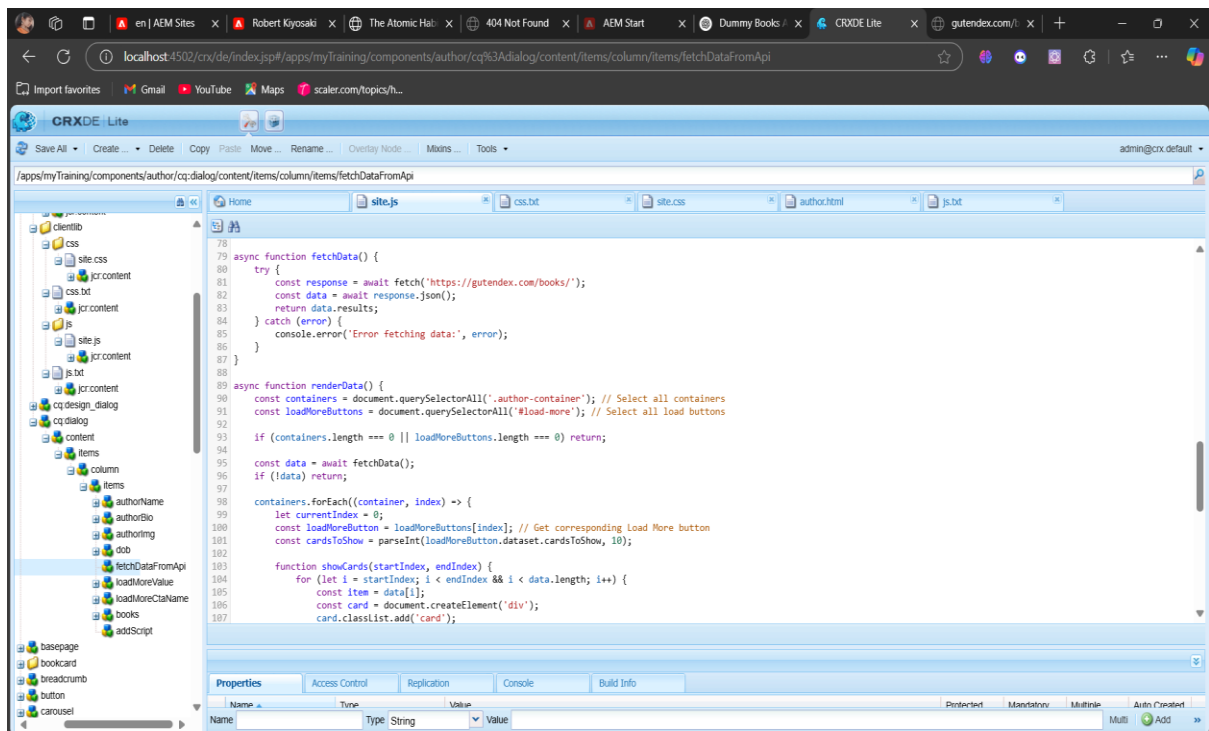 en | AEM Sites
Robert Kiyosaki
The Atomic Hab
404 Not Found
AEM Start
Dummy Books A
CRXDE Lite
gutendex.com/b
localhost:4502/crx/de/index.jsp#/apps/myTraining/components/author/cq%3Adialog/content/items/column/items/fetchDataFromApi
Import favorites
Gmail
YouTube
Maps
scaler.com/topics/h...
CRXDE Lite
Save All Create ... Delete Copy Paste Move ... Rename ... Overlay Node ... Mixins ... Tools
admin@crx.default
/apps/myTraining/components/author/cq:dialog/content/items/column/items/fetchDataFromApi
clientlib
css
site.css
jcr:content
css.txt
jcr:content
js
site.js
jcr:content
js.txt
jcr:content
cq:design_dialog
cq:dialog
content
items
column
items
authorName
authorBio
authorImg
dob
fetchDataFromApi
loadMoreValue
loadMoreCtaName
books
addScript
basepage
bookcard
breadcrumb
button
carousel
Home
site.js
css.txt
site.css
author.html
js.txt
78
79 async function fetchData() {
80     try {
81         const response = await fetch('https://gutendex.com/books/');
82         const data = await response.json();
83         return data.results;
84     } catch (error) {
85         console.error('Error fetching data:', error);
86     }
87 }
88
89 async function renderData() {
90     const containers = document.querySelectorAll('.author-container'); // Select all containers
91     const loadMoreButtons = document.querySelectorAll('#load-more'); // Select all load buttons
92
93     if (containers.length === 0 || loadMoreButtons.length === 0) return;
94
95     const data = await fetchData();
96     if (!data) return;
97
98     containers.forEach((container, index) => {
99         let currentIndex = 0;
100         const loadMoreButton = loadMoreButtons[index]; // Get corresponding Load More button
101         const cardsToShow = parseInt(loadMoreButton.dataset.cardsToShow, 10);
102
103         function showCards(startIndex, endIndex) {
104             for (let i = startIndex; i < endIndex && i < data.length; i++) {
105                 const item = data[i];
106                 const card = document.createElement('div');
107                 card.classList.add('card');
Properties
Access Control
Replication
Console
Build Info
Name Type Value Protected Mandatory Multiple Auto Created
Name Type String Value Multi Add